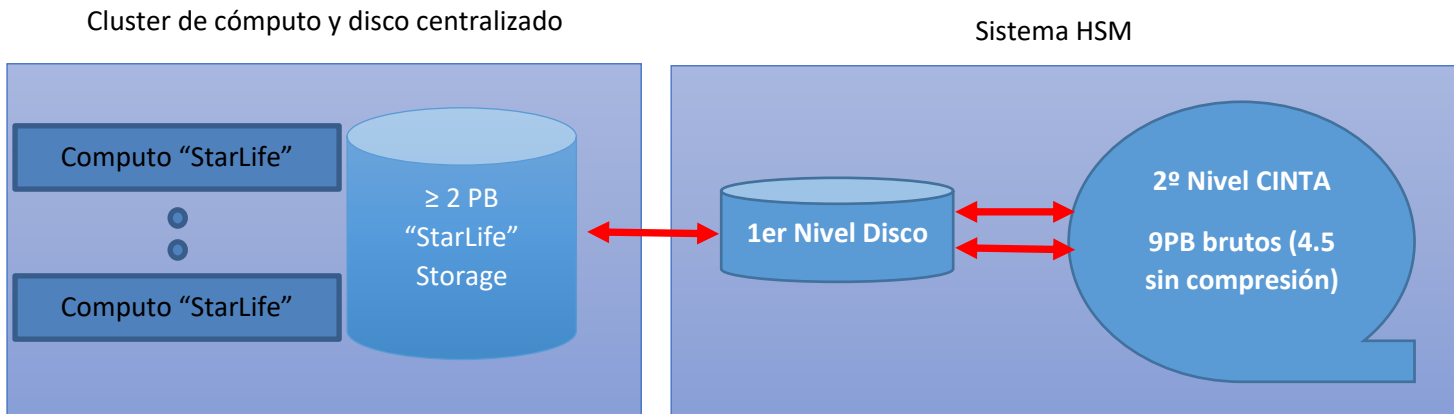 Cluster de cómputo y disco centralizado
Sistema HSM
Computo “StarLife”
Computo “StarLife”
≥ 2 PB
“StarLife”
Storage
1er Nivel Disco
2º Nivel CINTA
9PB brutos (4.5
sin compresión)